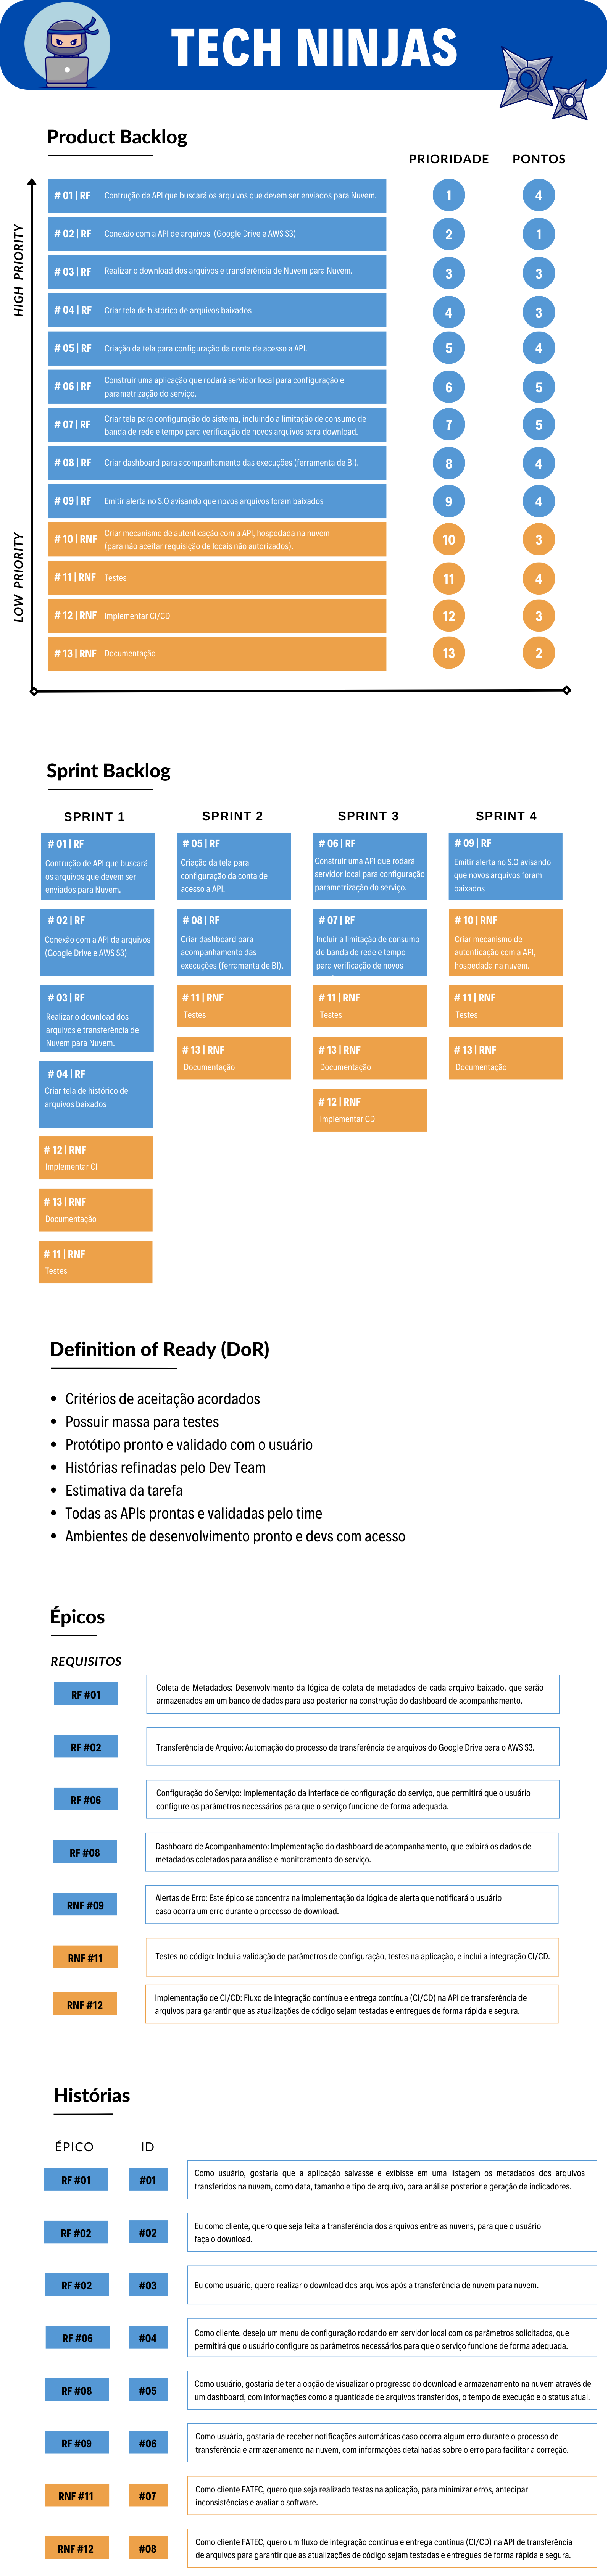 TECH NINJAS
Product Backlog
PRIORIDADE PONTOS
HIGH PRIORITY
LOW PRIORITY
# 01 | RF Contrução de API que buscará os arquivos que devem ser enviados para Nuvem. 1 4
# 02 | RF Conexão com a API de arquivos (Google Drive e AWS S3) 2 1
# 03 | RF Realizar o download dos arquivos e transferência de Nuvem para Nuvem. 3 3
# 04 | RF Criar tela de histórico de arquivos baixados 4 3
# 05 | RF Criação da tela para configuração da conta de acesso a API. 5 4
# 06 | RF Construir uma aplicação que rodará servidor local para configuração e
parametrização do serviço. 6 5
# 07 | RF Criar tela para configuração do sistema, incluindo a limitação de consumo de
banda de rede e tempo para verificação de novos arquivos para download. 7 5
# 08 | RF Criar dashboard para acompanhamento das execuções (ferramenta de BI). 8 4
# 09 | RF Emitir alerta no S.O avisando que novos arquivos foram baixados 9 4
# 10 | RNF Criar mecanismo de autenticação com a API, hospedada na nuvem
(para não aceitar requisição de locais não autorizados). 10 3
# 11 | RNF Testes 11 4
# 12 | RNF Implementar CI/CD 12 3
# 13 | RNF Documentação 13 2
Sprint Backlog
SPRINT 1
# 01 | RF
Contrução de API que buscará
os arquivos que devem ser
enviados para Nuvem.
# 02 | RF
Conexão com a API de arquivos
(Google Drive e AWS S3)
# 03 | RF
Realizar o download dos
arquivos e transferência de
Nuvem para Nuvem.
# 04 | RF
Criar tela de histórico de
arquivos baixados
# 12 | RNF
Implementar CI
# 13 | RNF
Documentação
# 11 | RNF
Testes
SPRINT 2
# 05 | RF
Criação da tela para
configuração da conta de
acesso a API.
# 08 | RF
Criar dashboard para
acompanhamento das
execuções (ferramenta de BI).
# 11 | RNF
Testes
# 13 | RNF
Documentação
SPRINT 3
# 06 | RF
Construir uma API que rodará
servidor local para configuração
parametrização do serviço.
# 07 | RF
Incluir a limitação de consumo
de banda de rede e tempo
para verificação de novos
# 11 | RNF
Testes
# 13 | RNF
Documentação
# 12 | RNF
Implementar CD
SPRINT 4
# 09 | RF
Emitir alerta no S.O avisando
que novos arquivos foram
baixados
# 10 | RNF
Criar mecanismo de
autenticação com a API,
hospedada na nuvem.
# 11 | RNF
Testes
# 13 | RNF
Documentação
Definition of Ready (DoR)
• Critérios de aceitação acordados
• Possuir massa para testes
• Protótipo pronto e validado com o usuário
• Histórias refinadas pelo Dev Team
• Estimativa da tarefa
• Todas as APIs prontas e validadas pelo time
• Ambientes de desenvolvimento pronto e devs com acesso
Épicos
REQUISITOS
RF #01
Coleta de Metadados: Desenvolvimento da lógica de coleta de metadados de cada arquivo baixado, que serão
armazenados em um banco de dados para uso posterior na construção do dashboard de acompanhamento.
RF #02
Transferência de Arquivo: Automação do processo de transferência de arquivos do Google Drive para o AWS S3.
RF #06
Configuração do Serviço: Implementação da interface de configuração do serviço, que permitirá que o usuário
configure os parâmetros necessários para que o serviço funcione de forma adequada.
RF #08
Dashboard de Acompanhamento: Implementação do dashboard de acompanhamento, que exibirá os dados de
metadados coletados para análise e monitoramento do serviço.
RNF #09
Alertas de Erro: Este épico se concentra na implementação da lógica de alerta que notificará o usuário
caso ocorra um erro durante o processo de download.
RNF #11
Testes no código: Inclui a validação de parâmetros de configuração, testes na aplicação, e inclui a integração CI/CD.
RNF #12
Implementação de CI/CD: Fluxo de integração contínua e entrega contínua (CI/CD) na API de transferência de
arquivos para garantir que as atualizações de código sejam testadas e entregues de forma rápida e segura.
Histórias
ÉPICO ID
RF #01 #01
Como usuário, gostaria que a aplicação salvasse e exibisse em uma listagem os metadados dos arquivos
transferidos na nuvem, como data, tamanho e tipo de arquivo, para análise posterior e geração de indicadores.
RF #02 #02
Eu como cliente, quero que seja feita a transferência dos arquivos entre as nuvens, para que o usuário
faça o download.
RF #02 #03
Eu como usuário, quero realizar o download dos arquivos após a transferência de nuvem para nuvem.
RF #06 #04
Como cliente, desejo um menu de configuração rodando em servidor local com os parâmetros solicitados, que
permitirá que o usuário configure os parâmetros necessários para que o serviço funcione de forma adequada.
RF #08 #05
Como usuário, gostaria de ter a opção de visualizar o progresso do download e armazenamento na nuvem através de
um dashboard, com informações como a quantidade de arquivos transferidos, o tempo de execução e o status atual.
RF #09 #06
Como usuário, gostaria de receber notificações automáticas caso ocorra algum erro durante o processo de
transferência e armazenamento na nuvem, com informações detalhadas sobre o erro para facilitar a correção.
RNF #11 #07
Como cliente FATEC, quero que seja realizado testes na aplicação, para minimizar erros, antecipar
inconsistências e avaliar o software.
RNF #12 #08
Como cliente FATEC, quero um fluxo de integração contínua e entrega contínua (CI/CD) na API de transferência
de arquivos para garantir que as atualizações de código sejam testadas e entregues de forma rápida e segura.